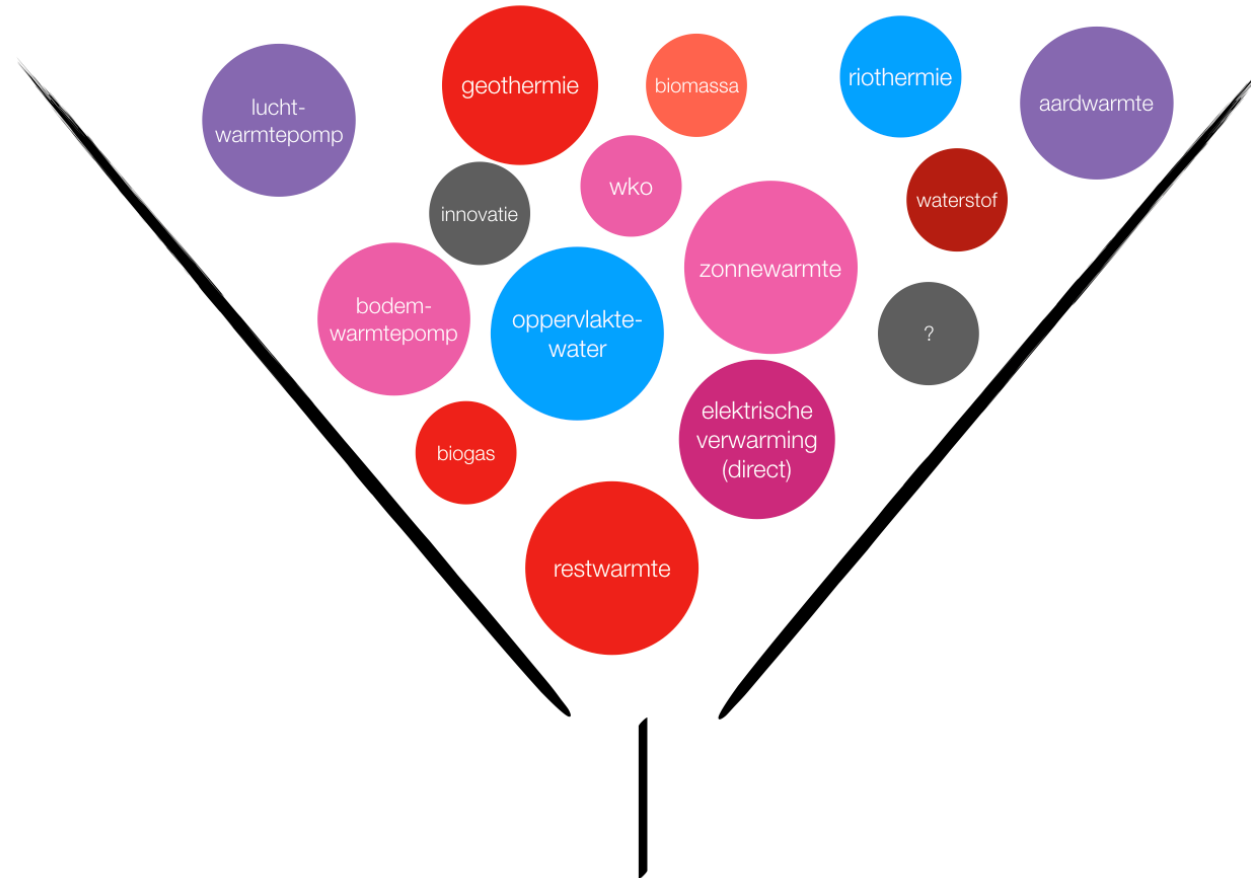 lucht-
warmtepomp
geothermie
biomassa
riothermie
aardwarmte
innovatie
wko
waterstof
zonnewarmte
bodem-
warmtepomp
oppervlakte-
water
?
biogas
elektrische
verwarming
(direct)
restwarmte